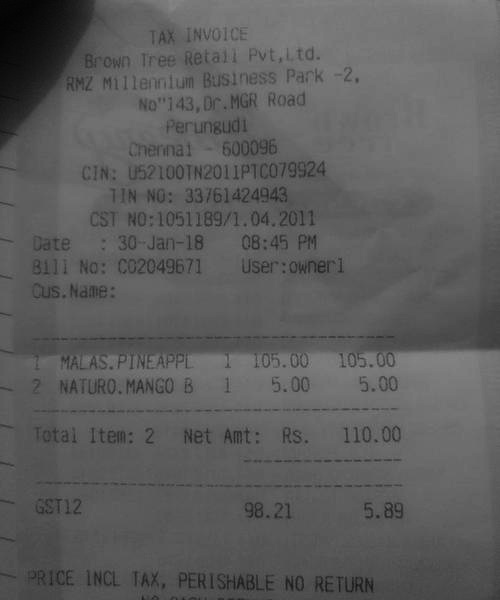 TAX INVOICE
Brown Tree Retail Pvt,Ltd.
RMZ Millennium Business Park -2,
No"143,Dr.MGR Road
Perungudi
Chennai - 600096
CIN: U52100TN2011PTC079924
TIN NO: 33761424943
CST NO:1051189/1.04.2011
Date : 30-Jan-18 08:45 PM
Bill No: C02049671 User:owner1
Cus.Name:
1 MALAS.PINEAPPL 1 105.00 105.00
2 NATURO.MANGO B 1 5.00 5.00
Total Item: 2 Net Amt: Rs. 110.00
GST12 98.21 5.89
PRICE INCL TAX, PERISHABLE NO RETURN